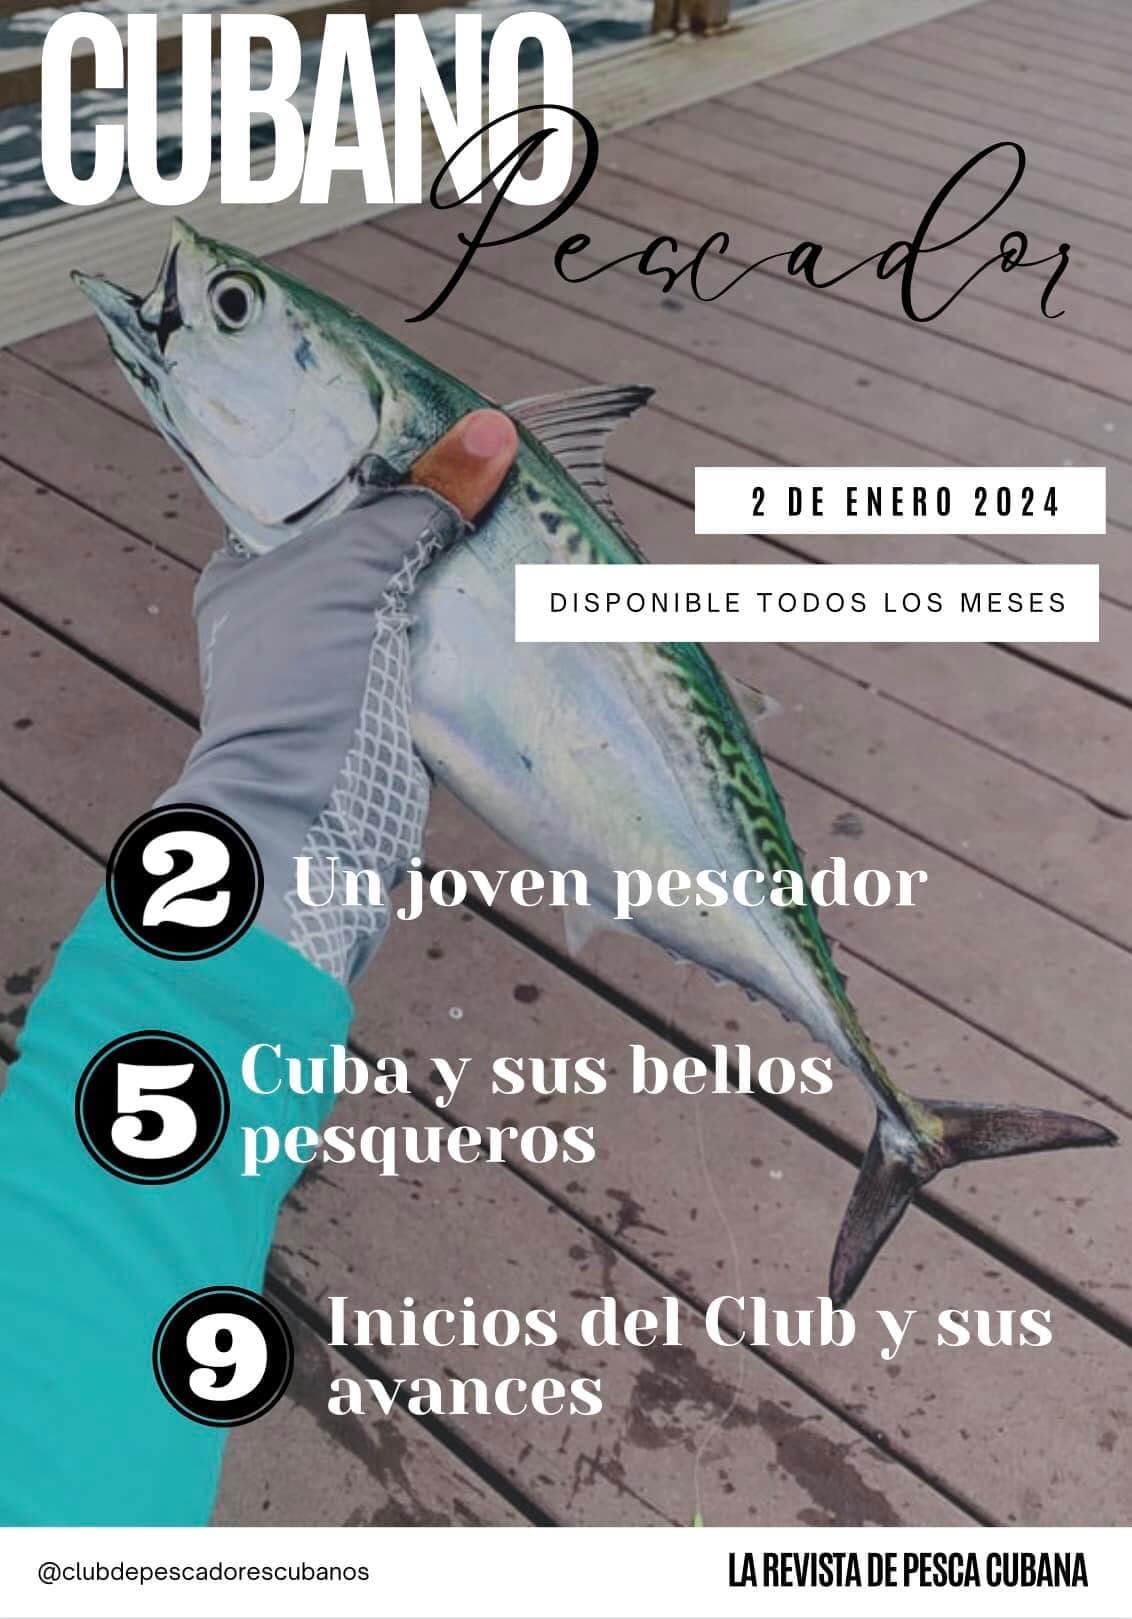 CUBANO
Pescador
2 DE ENERO 2024
DISPONIBLE TODOS LOS MESES
2 Un joven pescador
5 Cuba y sus bellos
pesqueros
9 Inicios del Club y sus
avances
@clubdepescadorescubanos LA REVISTA DE PESCA CUBANA